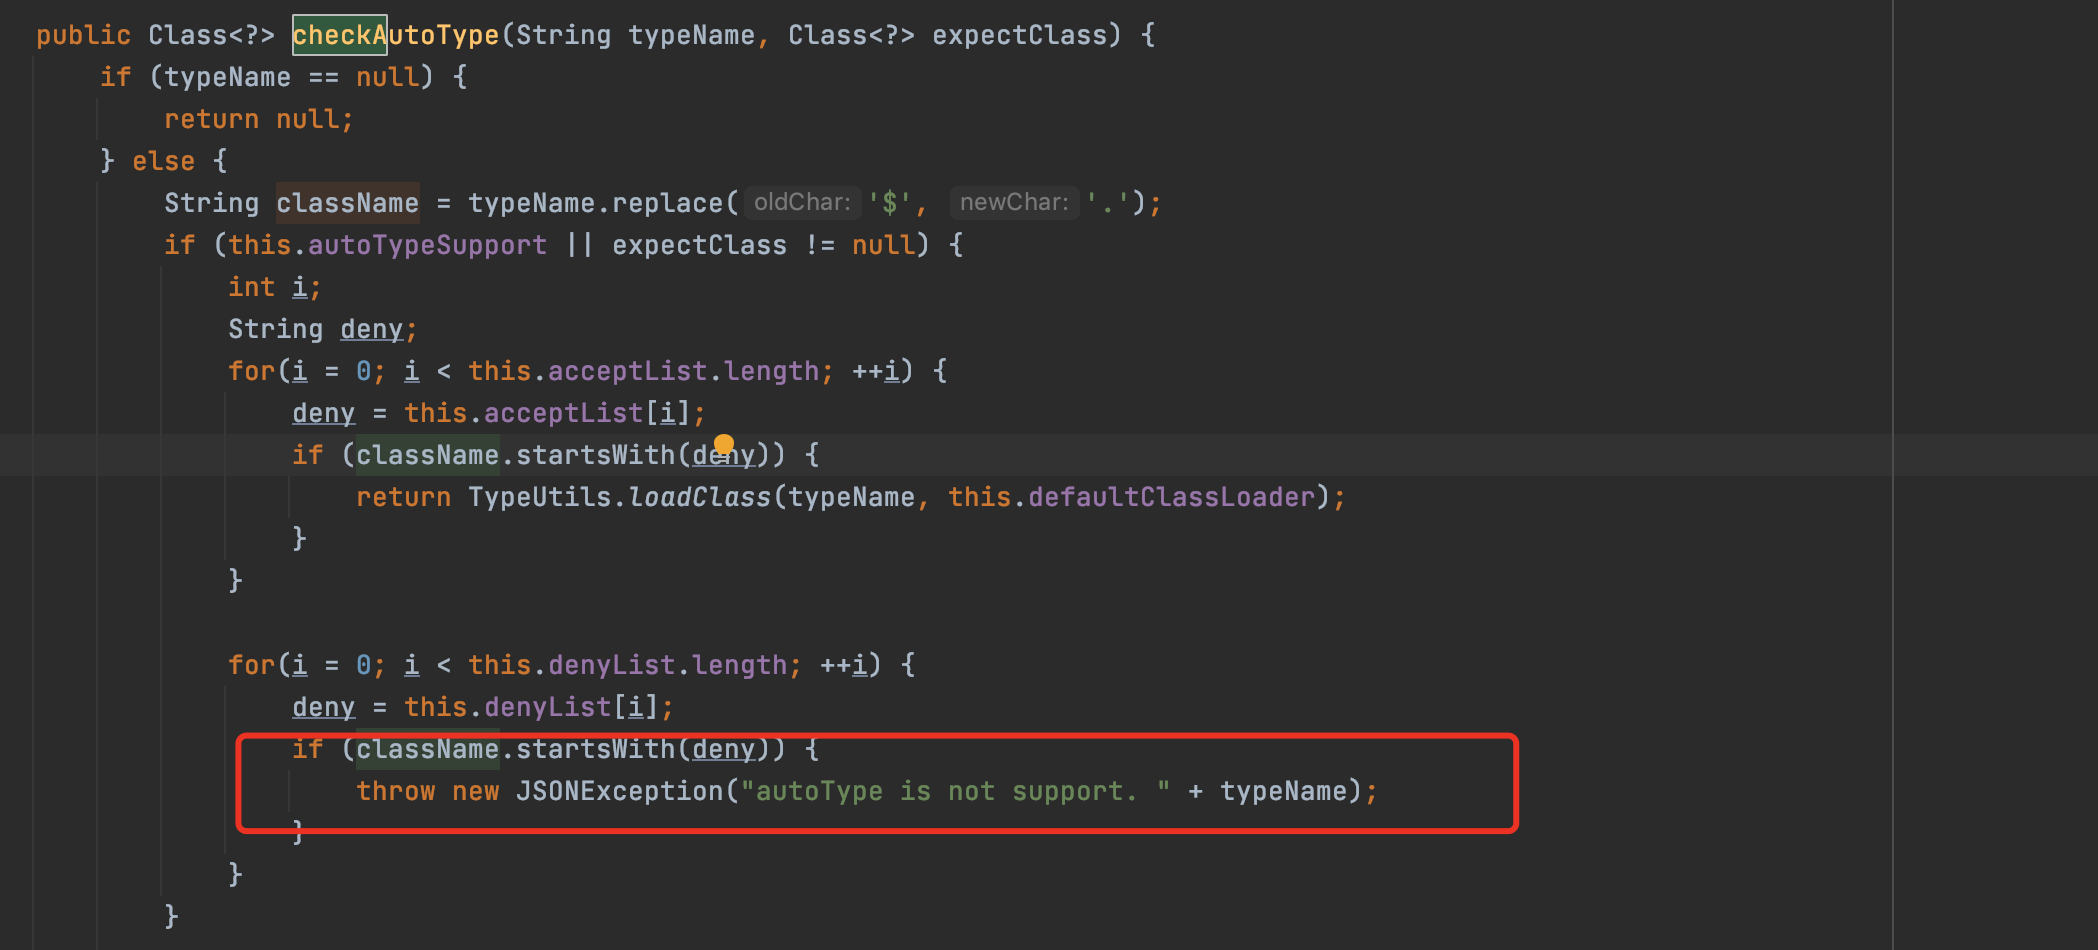 public Class<?> checkAutoType(String typeName, Class<?> expectClass) {
    if (typeName == null) {
        return null;
    } else {
        String className = typeName.replace( oldChar: '$', newChar: '.');
        if (this.autoTypeSupport || expectClass != null) {
            int i;
            String deny;
            for(i = 0; i < this.acceptList.length; ++i) {
                deny = this.acceptList[i];
                if (className.startsWith(deny)) {
                    return TypeUtils.loadClass(typeName, this.defaultClassLoader);
                }
            }

            for(i = 0; i < this.denyList.length; ++i) {
                deny = this.denyList[i];
                if (className.startsWith(deny)) {
                    throw new JSONException("autoType is not support. " + typeName);
                }
            }
        }